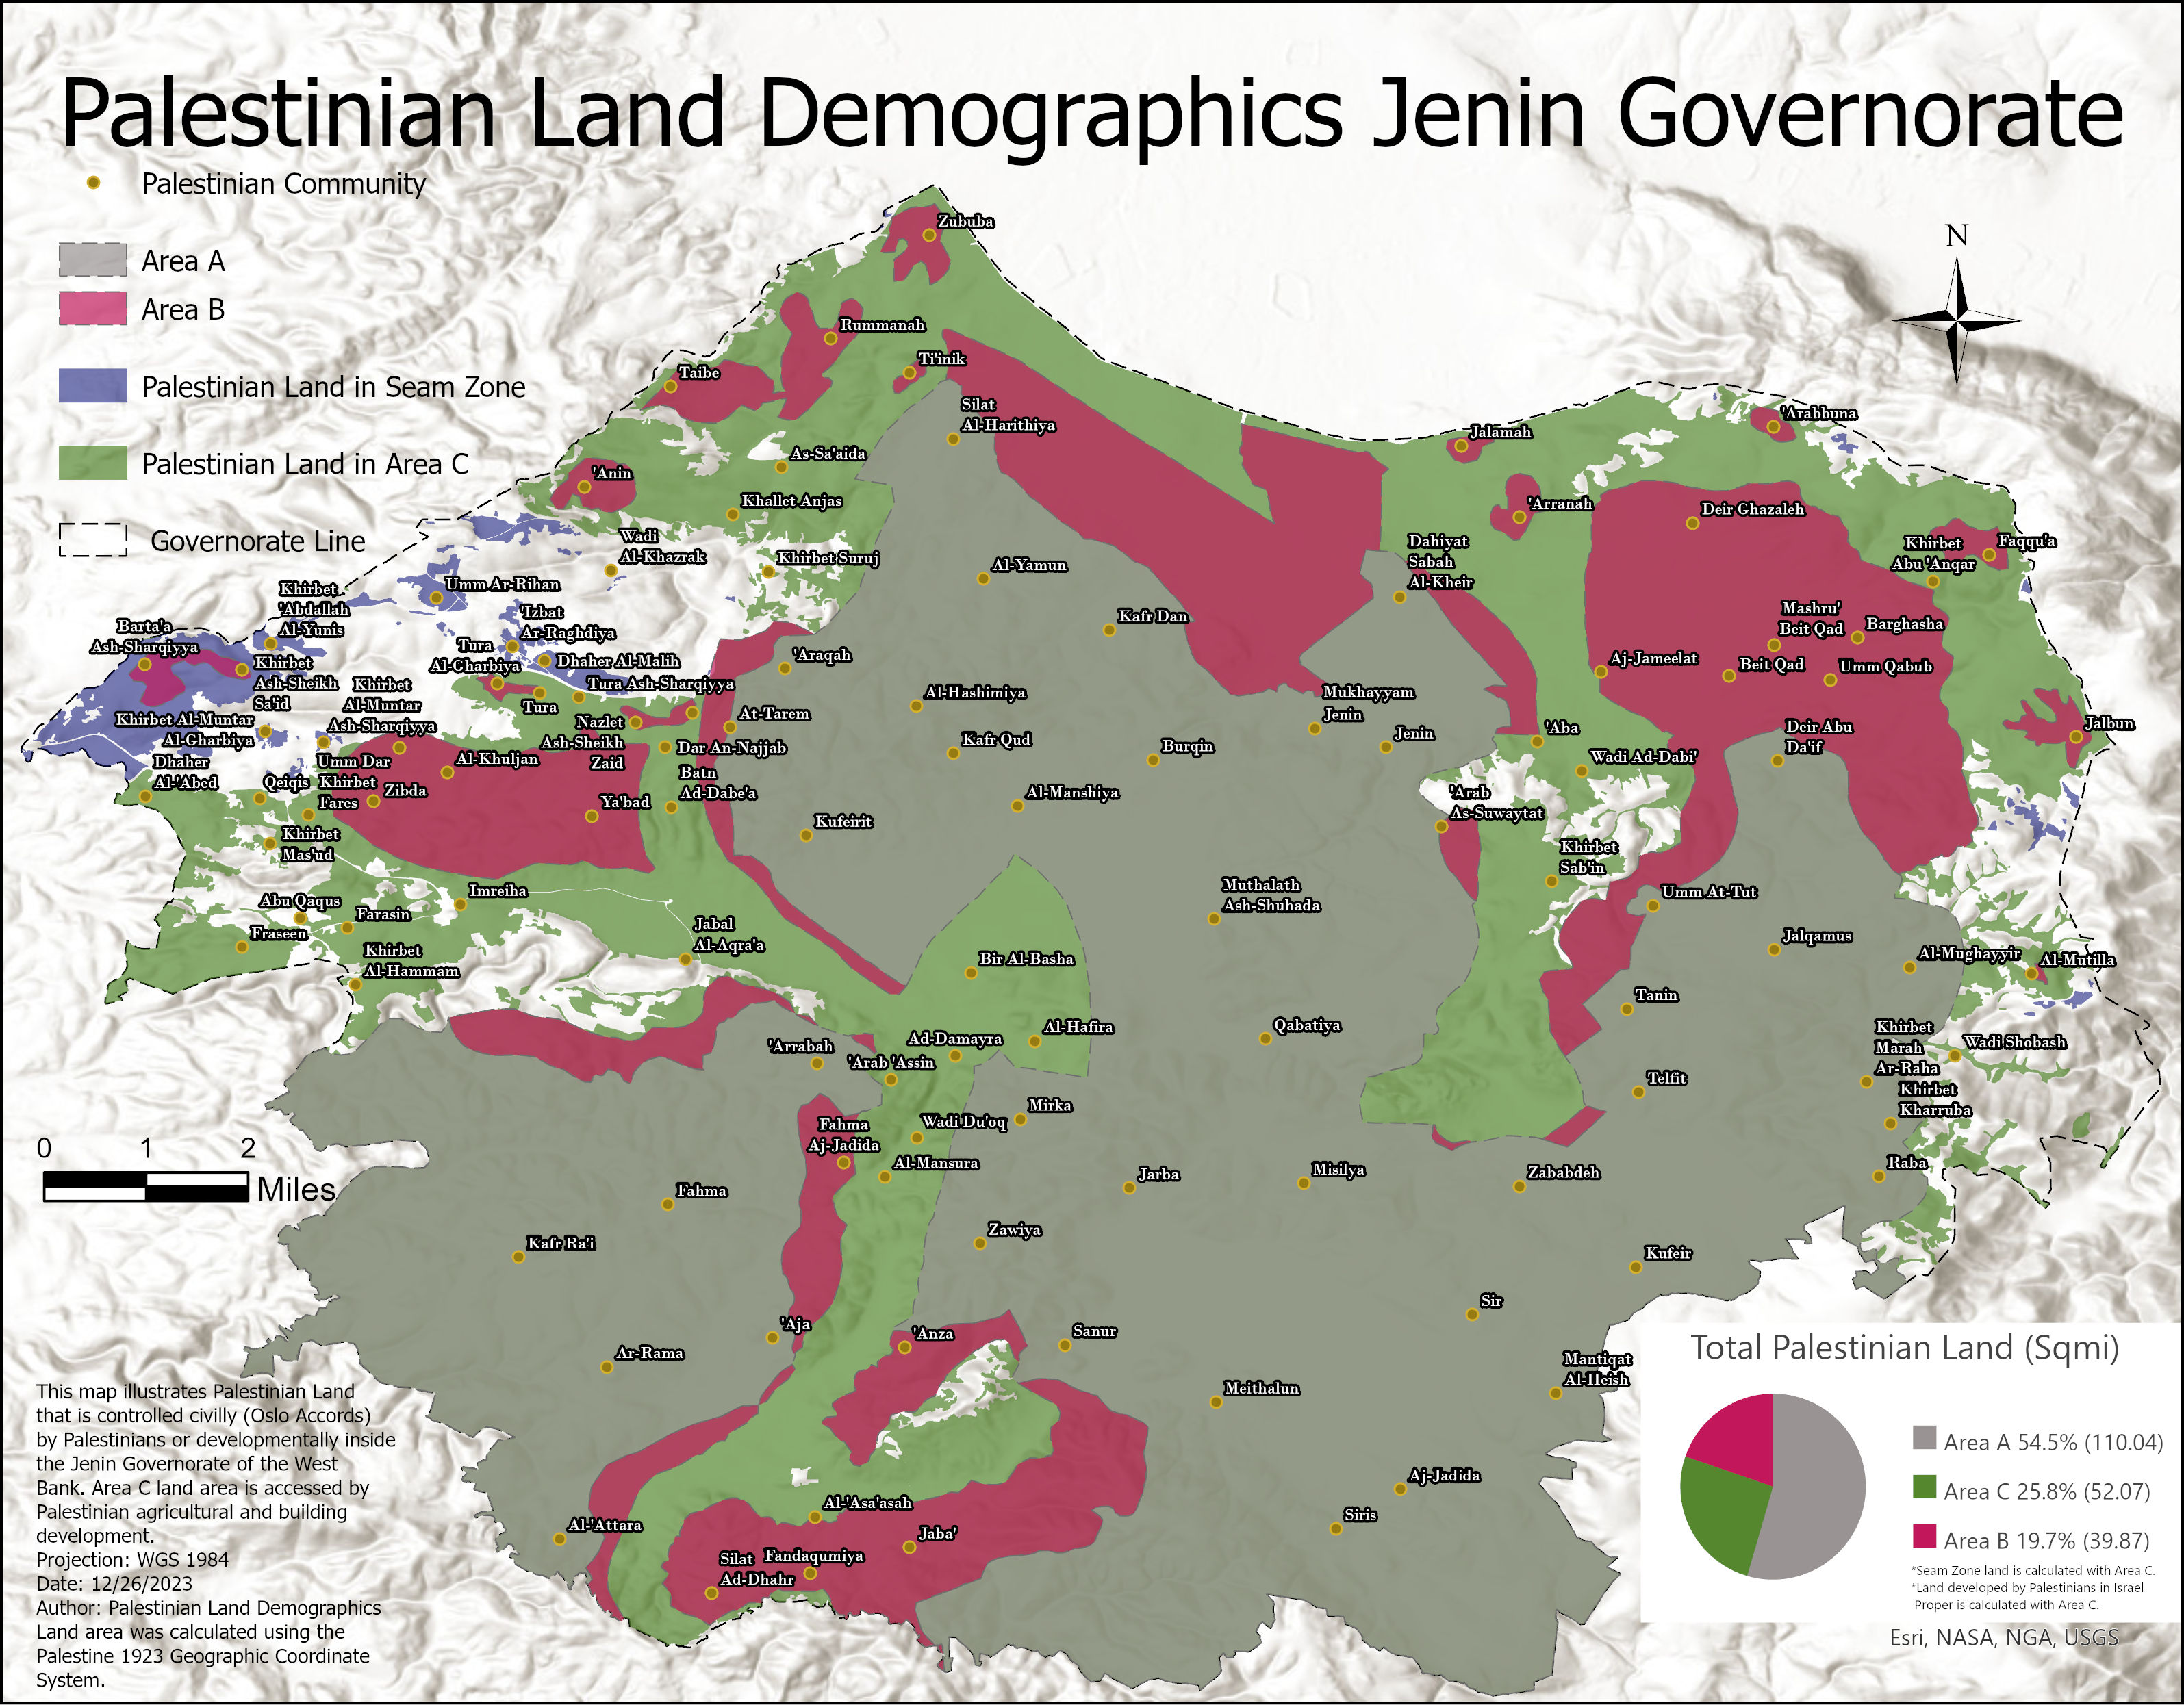 Palestinian Land Demographics Jenin Governorate
Palestinian Community
Area A
Area B
Palestinian Land in Seam Zone
Palestinian Land in Area C
Governorate Line
N
Zububa
Rummanah
Ti'inik
Taibe
Silat
Al-Harithiya
'Arabbuna
Jalamah
As-Sa'aida
'Anin
Khallet Anjas
'Arranah
Deir Ghazaleh
Wadi
Al-Khazrak
Khirbet Suruj
Al-Yamun
Dahiyat
Sabah
Al-Kheir
Khirbet
Abu 'Anqar
Faqqu'a
Umm Ar-Rihan
Khirbet
'Abdallah
Al-Yunis
'Izbat
Ar-Raghdiya
Kafr Dan
Mashru'
Beit Qad
Barghasha
Barta'a
Ash-Sharqiyya
Tura
Al-Gharbiya
Dhaher Al-Malih
'Araqah
Aj-Jameelat
Beit Qad
Umm Qabub
Khirbet
Ash-Sheikh
Sa'id
Khirbet
Al-Muntar
Ash-Sharqiyya
Tura Ash-Sharqiyya
Tura
Al-Hashimiya
Mukhayyam
Jenin
Khirbet Al-Muntar
Al-Gharbiya
Nazlet
Ash-Sheikh
Zaid
At-Tarem
Jenin
'Aba
Deir Abu
Da'if
Jalbun
Dar An-Najjab
Kafr Qud
Burqin
Wadi Ad-Dabi'
Dhaher
Al-'Abed
Umm Dar
Al-Khuljan
Qeiqis
Khirbet
Fares
Zibda
Ya'bad
Batn
Ad-Dabe'a
Al-Manshiya
'Arab
As-Suwaytat
Kufeirit
Khirbet
Mas'ud
Khirbet
Sab'in
Imreiha
Muthalath
Ash-Shuhada
Umm At-Tut
Abu Qaqus
Farasin
Fraseen
Jabal
Al-Aqra'a
Jalqamus
Khirbet
Al-Hammam
Bir Al-Basha
Al-Mughayyir
Al-Mutilla
Tanin
'Arrabah
Ad-Damayra
Al-Hafira
Qabatiya
Khirbet
Marah
Ar-Raha
Wadi Shobash
'Arab 'Assin
Telfit
Khirbet
Kharruba
Fahma
Aj-Jadida
Wadi Du'oq
Mirka
Al-Mansura
Jarba
Misilya
Zababdeh
Raba
0 1 2
Miles
Fahma
Kafr Ra'i
Zawiya
Kufeir
Sir
'Aja
'Anza
Sanur
Ar-Rama
Meithalun
Mantiqat
Al-Heish
Aj-Jadida
Siris
Al-'Asa'asah
Al-'Attara
Jaba'
Silat
Ad-Dhahr
Fandaqumiya
This map illustrates Palestinian Land
that is controlled civilly (Oslo Accords)
by Palestinians or developmentally inside
the Jenin Governorate of the West
Bank. Area C land area is accessed by
Palestinian agricultural and building
development.
Projection: WGS 1984
Date: 12/26/2023
Author: Palestinian Land Demographics
Land area was calculated using the
Palestine 1923 Geographic Coordinate
System.
Total Palestinian Land (Sqmi)
Area A 54.5% (110.04)
Area C 25.8% (52.07)
Area B 19.7% (39.87)
*Seam Zone land is calculated with Area C.
*Land developed by Palestinians in Israel
Proper is calculated with Area C.
Esri, NASA, NGA, USGS